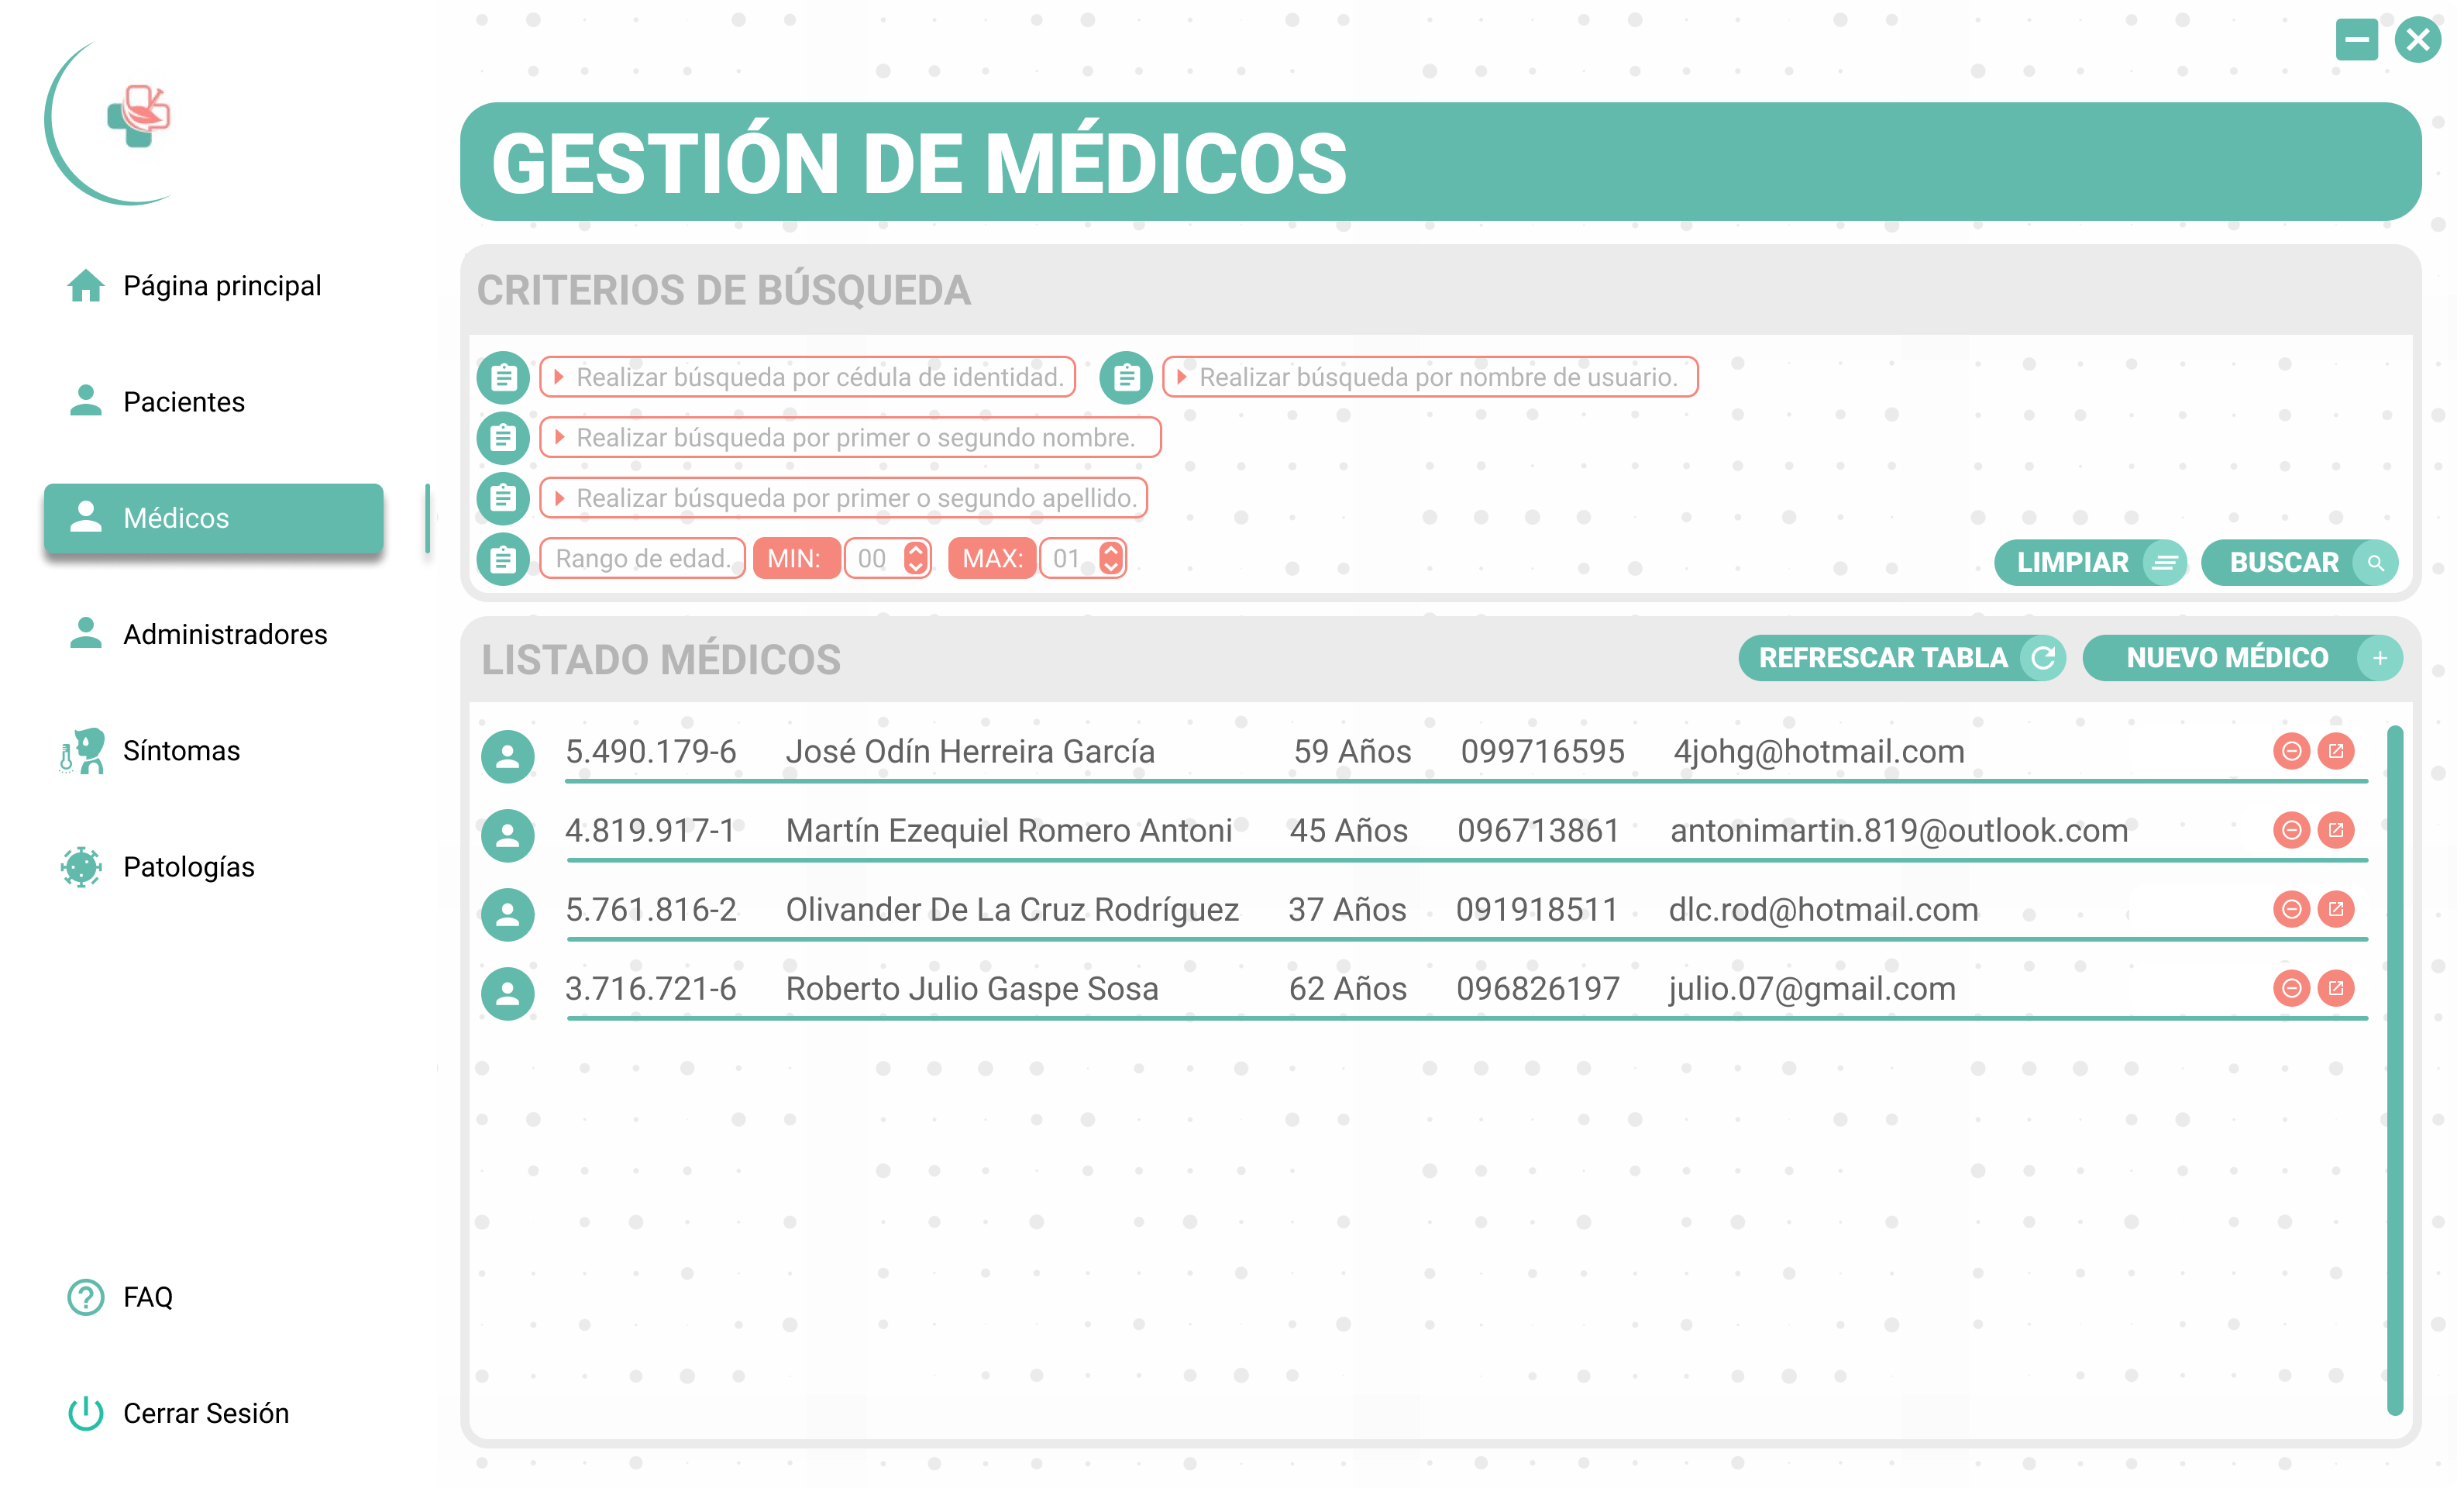 GESTIÓN DE MÉDICOS
Página principal
Pacientes
Médicos
Administradores
Síntomas
Patologías
FAQ
Cerrar Sesión
CRITERIOS DE BÚSQUEDA
Realizar búsqueda por cédula de identidad. Realizar búsqueda por nombre de usuario.
Realizar búsqueda por primer o segundo nombre.
Realizar búsqueda por primer o segundo apellido.
Rango de edad. MIN: 00 MAX: 01 LIMPIAR BUSCAR
LISTADO MÉDICOS REFRESCAR TABLA NUEVO MÉDICO
5.490.179-6 José Odín Herreira García 59 Años 099716595 4johg@hotmail.com
4.819.917-1 Martín Ezequiel Romero Antoni 45 Años 096713861 antonimartin.819@outlook.com
5.761.816-2 Olivander De La Cruz Rodríguez 37 Años 091918511 dlc.rod@hotmail.com
3.716.721-6 Roberto Julio Gaspe Sosa 62 Años 096826197 julio.07@gmail.com